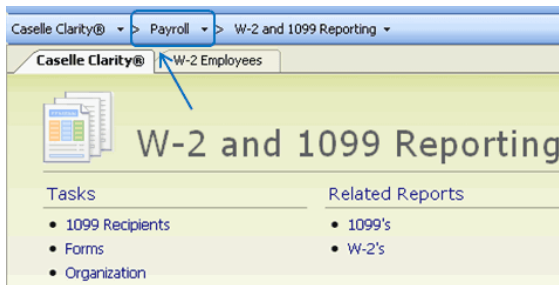 Caselle Clarity® > Payroll > W-2 and 1099 Reporting
Caselle Clarity® W-2 Employees
W-2 and 1099 Reporting
Tasks Related Reports
• 1099 Recipients • 1099's
• Forms • W-2's
• Organization